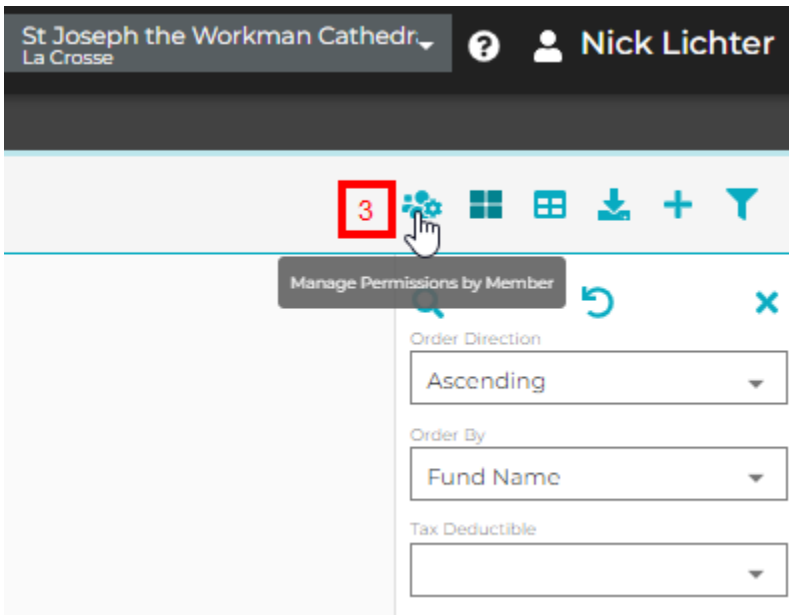 St Joseph the Workman Cathedr
La Crosse
Nick Lichter
3
Manage Permissions by Member
Order Direction
Ascending
Order By
Fund Name
Tax Deductible